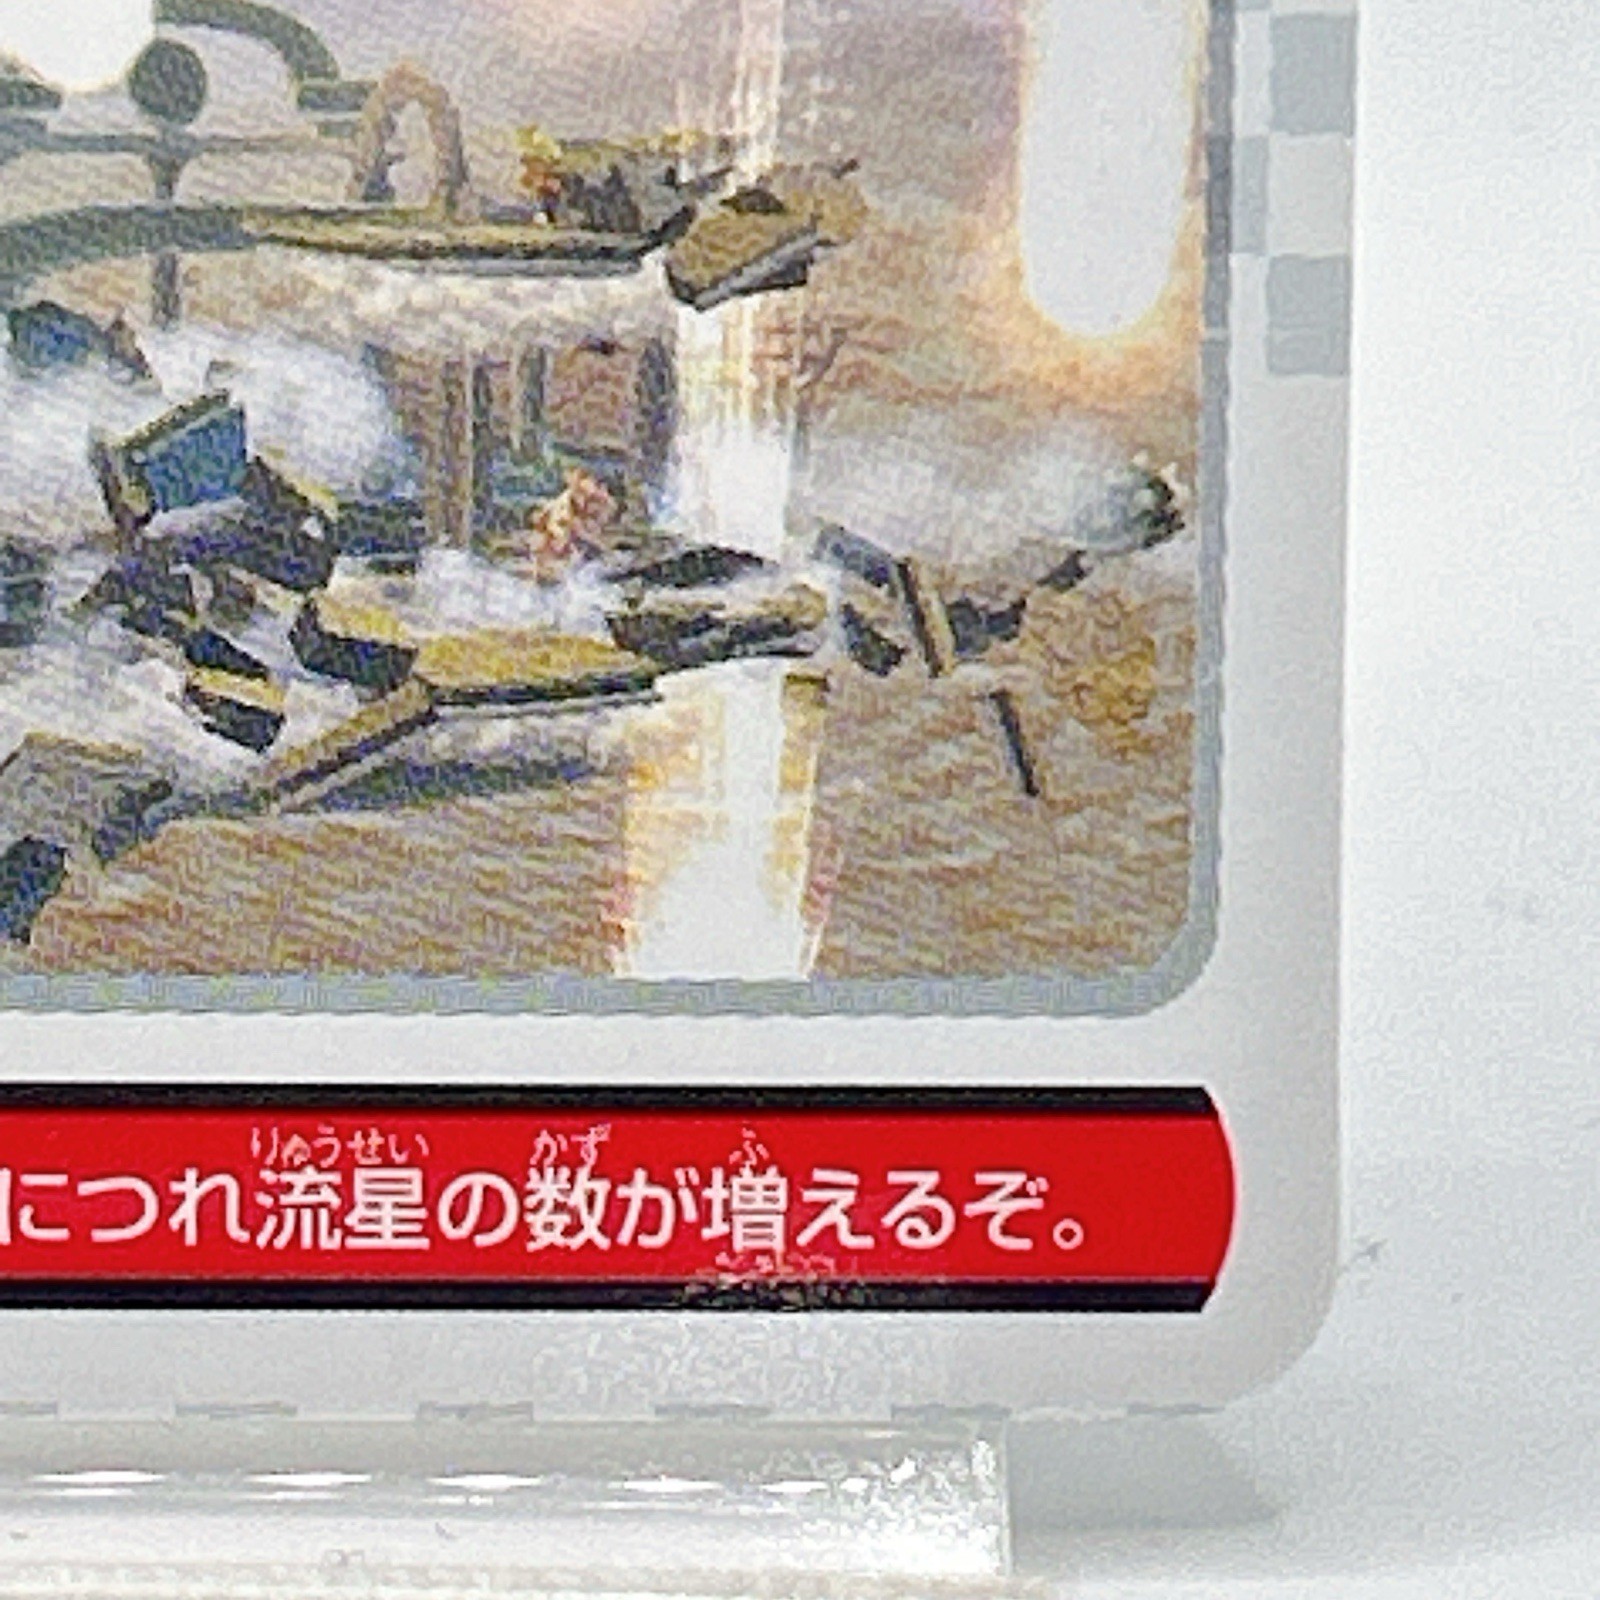 りゅうせい かず ふ
につれ流星の数が増えるぞ。